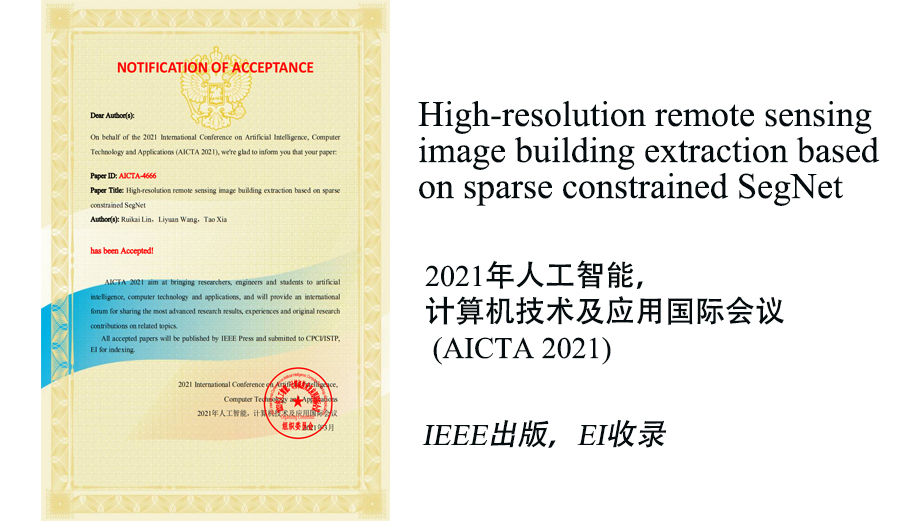 NOTIFICATION OF ACCEPTANCE
Dear Author(s):
On behalf of the 2021 International Conference on Artificial Intelligence, Computer
Technology and Applications (AICTA 2021), we're glad to inform you that your paper:
Paper ID: AICTA-4666
Paper Title: High-resolution remote sensing image building extraction based on sparse
constrained SegNet
Author(s): Ruikai Lin，Liyuan Wang，Tao Xia
has been Accepted!
AICTA 2021 aim at bringing researchers, engineers and students to artificial
intelligence, computer technology and applications, and will provide an international
forum for sharing the most advanced research results, experiences and original research
contributions on related topics.
All accepted papers will be published by IEEE Press and submitted to CPCI/ISTP,
EI for indexing.
2021 International Conference on Artificial Intelligence,
Computer Technology and Applications
2021年人工智能，计算机技术及应用国际会议
组织委员会
2021年3月
High-resolution remote sensing
image building extraction based
on sparse constrained SegNet
2021年人工智能，
计算机技术及应用国际会议
(AICTA 2021)
IEEE出版，EI收录